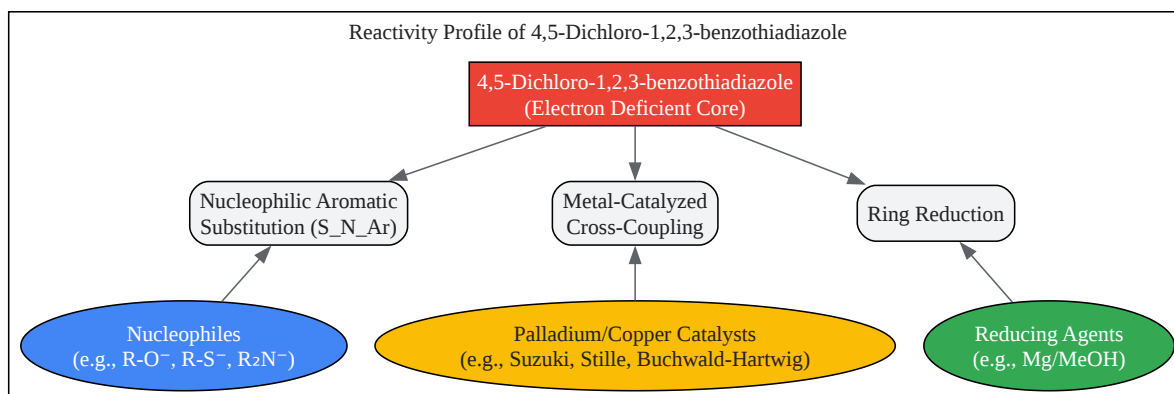 Reactivity Profile of 4,5-Dichloro-1,2,3-benzothiadiazole
4,5-Dichloro-1,2,3-benzothiadiazole
(Electron Deficient Core)
Nucleophilic Aromatic
Substitution (S_N_Ar)
Metal-Catalyzed
Cross-Coupling
Ring Reduction
Nucleophiles
(e.g., R-O⁻, R-S⁻, R₂N⁻)
Palladium/Copper Catalysts
(e.g., Suzuki, Stille, Buchwald-Hartwig)
Reducing Agents
(e.g., Mg/MeOH)